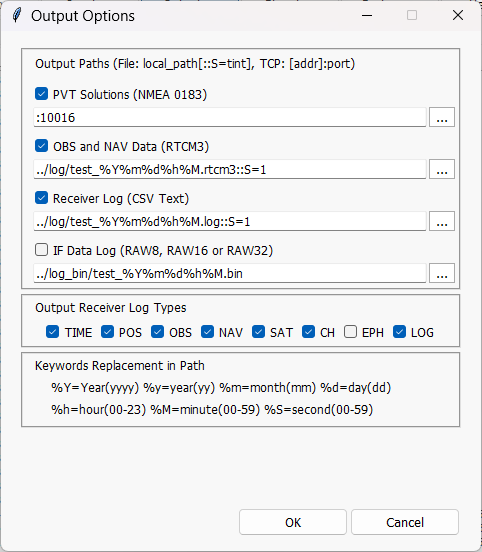 Output Options
Output Paths (File: local_path[::S=tint], TCP: [addr]:port)
PVT Solutions (NMEA 0183)
:10016
...
OBS and NAV Data (RTCM3)
../log/test_%Y%m%d%h%M.rtcm3::S=1
...
Receiver Log (CSV Text)
../log/test_%Y%m%d%h%M.log::S=1
...
IF Data Log (RAW8, RAW16 or RAW32)
../log_bin/test_%Y%m%d%h%M.bin
...
Output Receiver Log Types
TIME POS OBS NAV SAT CH EPH LOG
Keywords Replacement in Path
%Y=Year(yyyy) %y=year(yy) %m=month(mm) %d=day(dd)
%h=hour(00-23) %M=minute(00-59) %S=second(00-59)
OK Cancel